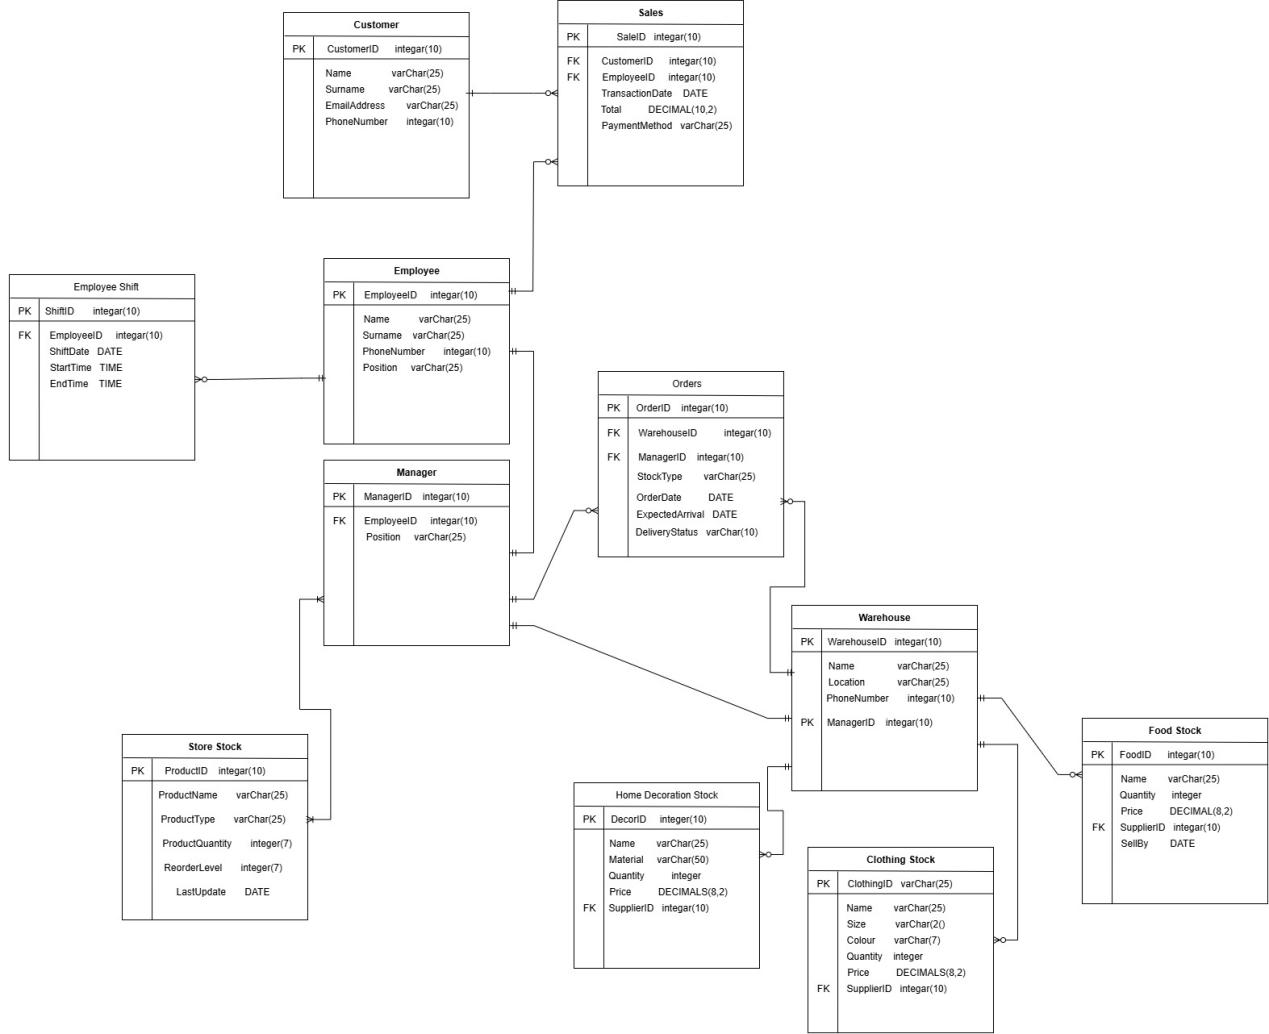 Customer
PK CustomerID integar(10)
Name varChar(25)
Surname varChar(25)
EmailAddress varChar(25)
PhoneNumber integar(10)
Sales
PK SaleID integar(10)
FK CustomerID integar(10)
FK EmployeeID integar(10)
TransactionDate DATE
Total DECIMAL(10,2)
PaymentMethod varChar(25)
Employee Shift
PK ShiftID integar(10)
FK EmployeeID integar(10)
ShiftDate DATE
StartTime TIME
EndTime TIME
Employee
PK EmployeeID integar(10)
Name varChar(25)
Surname varChar(25)
PhoneNumber integar(10)
Position varChar(25)
Manager
PK ManagerID integar(10)
FK EmployeeID integar(10)
Position varChar(25)
Orders
PK OrderID integar(10)
FK WarehouseID integar(10)
FK ManagerID integar(10)
StockType varChar(25)
OrderDate DATE
ExpectedArrival DATE
DeliveryStatus varChar(10)
Warehouse
PK WarehouseID integar(10)
Name varChar(25)
Location varChar(25)
PhoneNumber integar(10)
PK ManagerID integar(10)
Store Stock
PK ProductID integar(10)
ProductName varChar(25)
ProductType varChar(25)
ProductQuantity integer(7)
ReorderLevel integer(7)
LastUpdate DATE
Home Decoration Stock
PK DecorID integer(10)
Name varChar(25)
Material varChar(50)
Quantity integer
Price DECIMALS(8,2)
FK SupplierID integar(10)
Clothing Stock
PK ClothingID varChar(25)
Name varChar(25)
Size varChar(2()
Colour varChar(7)
Quantity integer
Price DECIMALS(8,2)
FK SupplierID integar(10)
Food Stock
PK FoodID integar(10)
Name varChar(25)
Quantity integer
Price DECIMAL(8,2)
FK SupplierID integar(10)
SellBy DATE